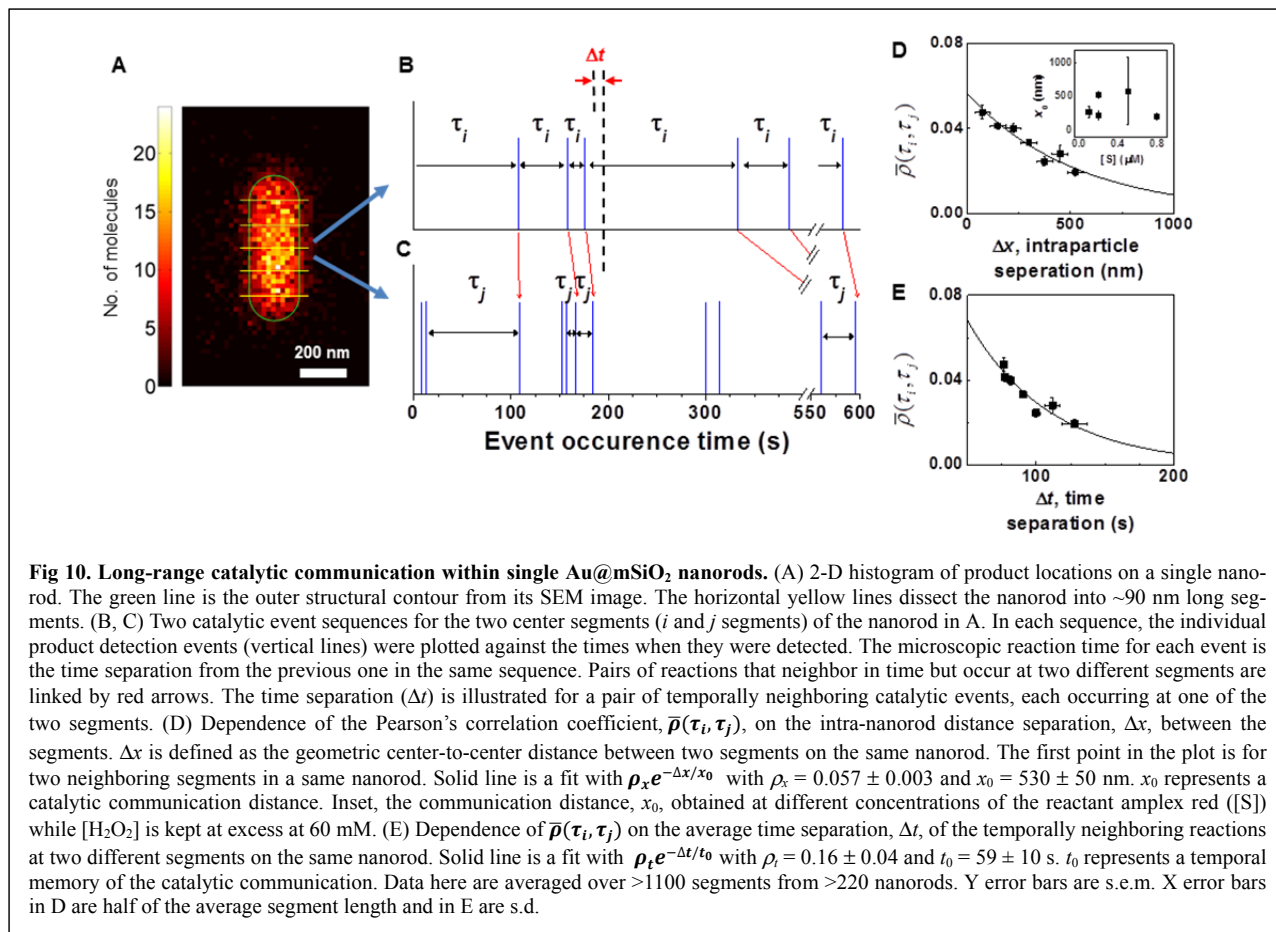 A
No. of molecules
20
15
10
5
0
200 nm
B
Δt
τi τi τi τi τi τi
C
τj τj τj τj
0 100 200 300 550 600
Event occurence time (s)
D
0.08
0.04
0.00
ρ̅(τi, τj)
1000
500
0
X0 (nm)
0.0 0.4 0.8
[S] (μM)
0 500 1000
Δx, intraparticle
seperation (nm)
E
0.08
0.04
0.00
ρ̅(τi, τj)
100 200
Δt, time
separation (s)
Fig 10. Long-range catalytic communication within single Au@mSiO₂ nanorods. (A) 2-D histogram of product locations on a single nano-
rod. The green line is the outer structural contour from its SEM image. The horizontal yellow lines dissect the nanorod into ~90 nm long seg-
ments. (B, C) Two catalytic event sequences for the two center segments (i and j segments) of the nanorod in A. In each sequence, the individual
product detection events (vertical lines) were plotted against the times when they were detected. The microscopic reaction time for each event is
the time separation from the previous one in the same sequence. Pairs of reactions that neighbor in time but occur at two different segments are
linked by red arrows. The time separation (Δt) is illustrated for a pair of temporally neighboring catalytic events, each occurring at one of the
two segments. (D) Dependence of the Pearson's correlation coefficient, ρ̅(τi, τj), on the intra-nanorod distance separation, Δx, between the
segments. Δx is defined as the geometric center-to-center distance between two segments on the same nanorod. The first point in the plot is for
two neighboring segments in a same nanorod. Solid line is a fit with ρₓe^(−Δx/x₀) with ρₓ = 0.057 ± 0.003 and x₀ = 530 ± 50 nm. x₀ represents a
catalytic communication distance. Inset, the communication distance, x₀, obtained at different concentrations of the reactant amplex red ([S])
while [H₂O₂] is kept at excess at 60 mM. (E) Dependence of ρ̅(τi, τj) on the average time separation, Δt, of the temporally neighboring reactions
at two different segments on the same nanorod. Solid line is a fit with ρₜe^(−Δt/t₀) with ρₜ = 0.16 ± 0.04 and t₀ = 59 ± 10 s. t₀ represents a temporal
memory of the catalytic communication. Data here are averaged over >1100 segments from >220 nanorods. Y error bars are s.e.m. X error bars
in D are half of the average segment length and in E are s.d.